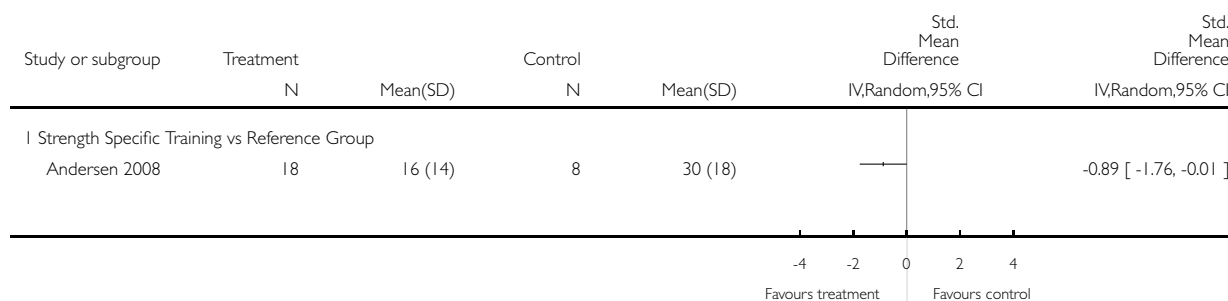 Std.
Mean
Difference
Std.
Mean
Difference
Study or subgroup Treatment Control
N Mean(SD) N Mean(SD) IV,Random,95% CI IV,Random,95% CI
1 Strength Specific Training vs Reference Group
Andersen 2008 18 16 (14) 8 30 (18) -0.89 [ -1.76, -0.01 ]
-4 -2 0 2 4
Favours treatment Favours control